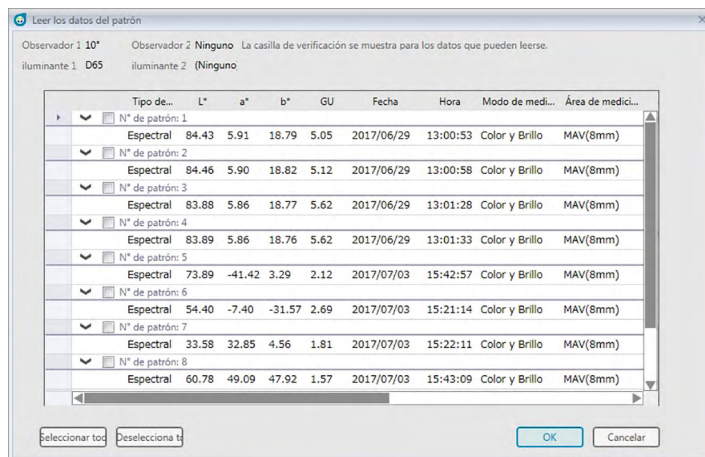 Leer los datos del patrón
Observador 1 10° Observador 2 Ninguno La casilla de verificación se muestra para los datos que pueden leerse.
iluminante 1 D65 iluminante 2 (Ninguno)
Tipo de... L* a* b* GU Fecha Hora Modo de medi... Área de medici...
N° de patrón: 1
Espectral 84.43 5.91 18.79 5.05 2017/06/29 13:00:53 Color y Brillo MAV(8mm)
N° de patrón: 2
Espectral 84.46 5.90 18.82 5.12 2017/06/29 13:00:58 Color y Brillo MAV(8mm)
N° de patrón: 3
Espectral 83.88 5.86 18.77 5.62 2017/06/29 13:01:28 Color y Brillo MAV(8mm)
N° de patrón: 4
Espectral 83.89 5.86 18.76 5.62 2017/06/29 13:01:33 Color y Brillo MAV(8mm)
N° de patrón: 5
Espectral 73.89 -41.42 3.29 2.12 2017/07/03 15:42:57 Color y Brillo MAV(8mm)
N° de patrón: 6
Espectral 54.40 -7.40 -31.57 2.69 2017/07/03 15:21:14 Color y Brillo MAV(8mm)
N° de patrón: 7
Espectral 33.58 32.85 4.56 1.81 2017/07/03 15:22:11 Color y Brillo MAV(8mm)
N° de patrón: 8
Espectral 60.78 49.09 47.92 1.57 2017/07/03 15:43:09 Color y Brillo MAV(8mm)
Seleccionar tod Deselecciona to OK Cancelar